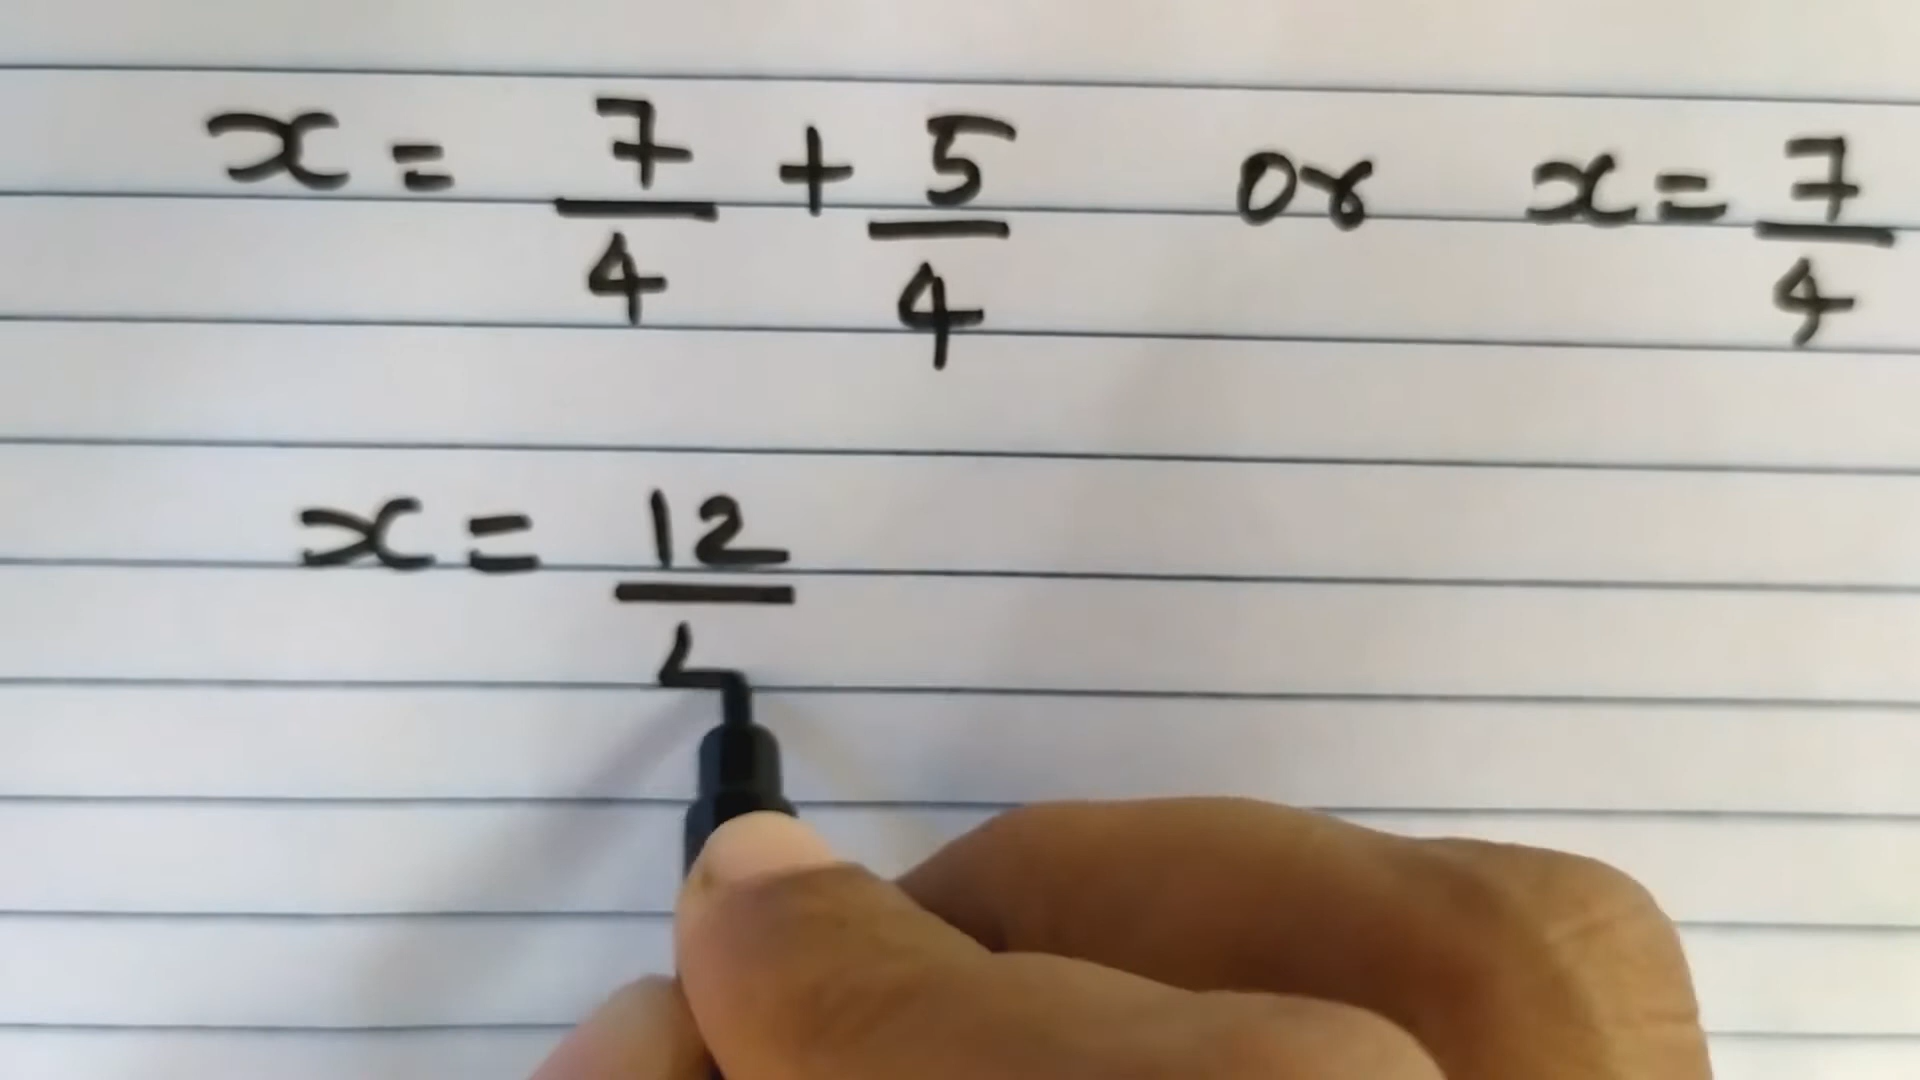 x = 7/4 + 5/4 or x = 7/4
x = 12/4